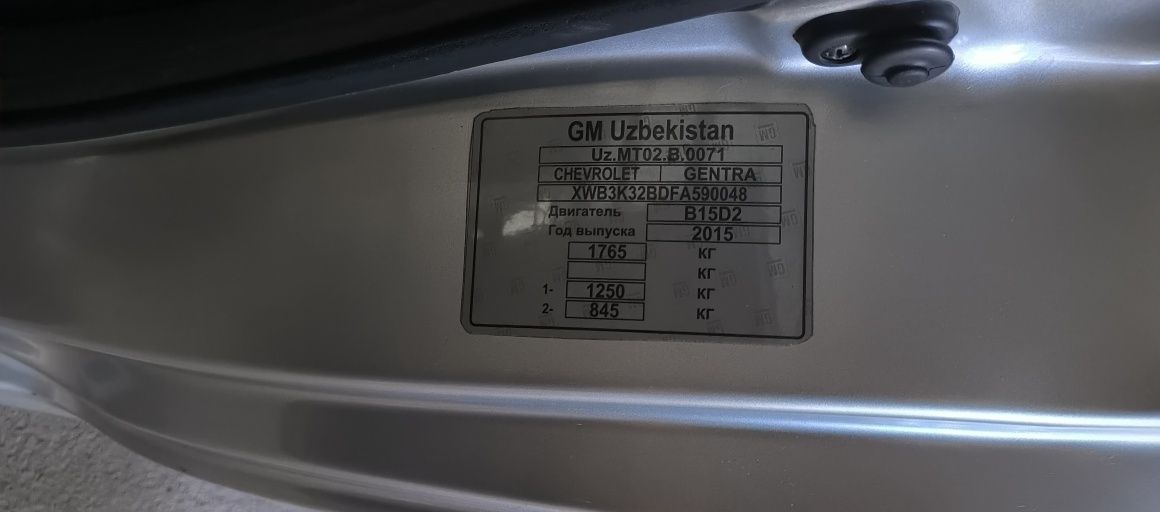 GM Uzbekistan
Uz.MT02.B.0071
CHEVROLET GENTRA
XWB3K32BDFA590048
Двигатель B15D2
Год выпуска 2015
1765 кг
кг
1- 1250 кг
2- 845 кг